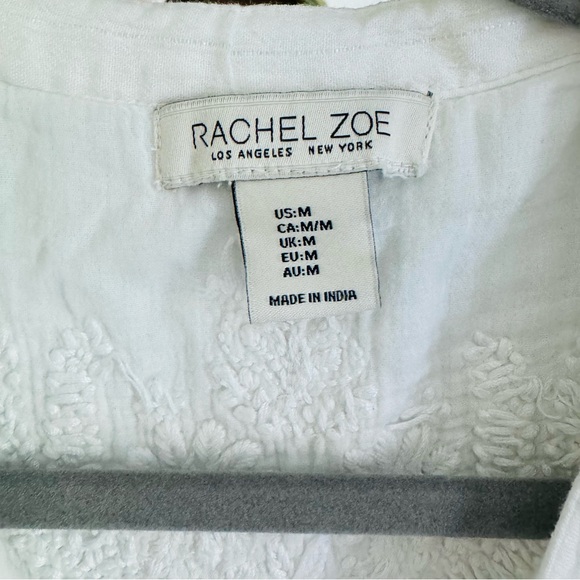 RACHEL ZOE
LOS ANGELES NEW YORK
US:M
CA:M/M
UK:M
EU:M
AU:M
MADE IN INDIA